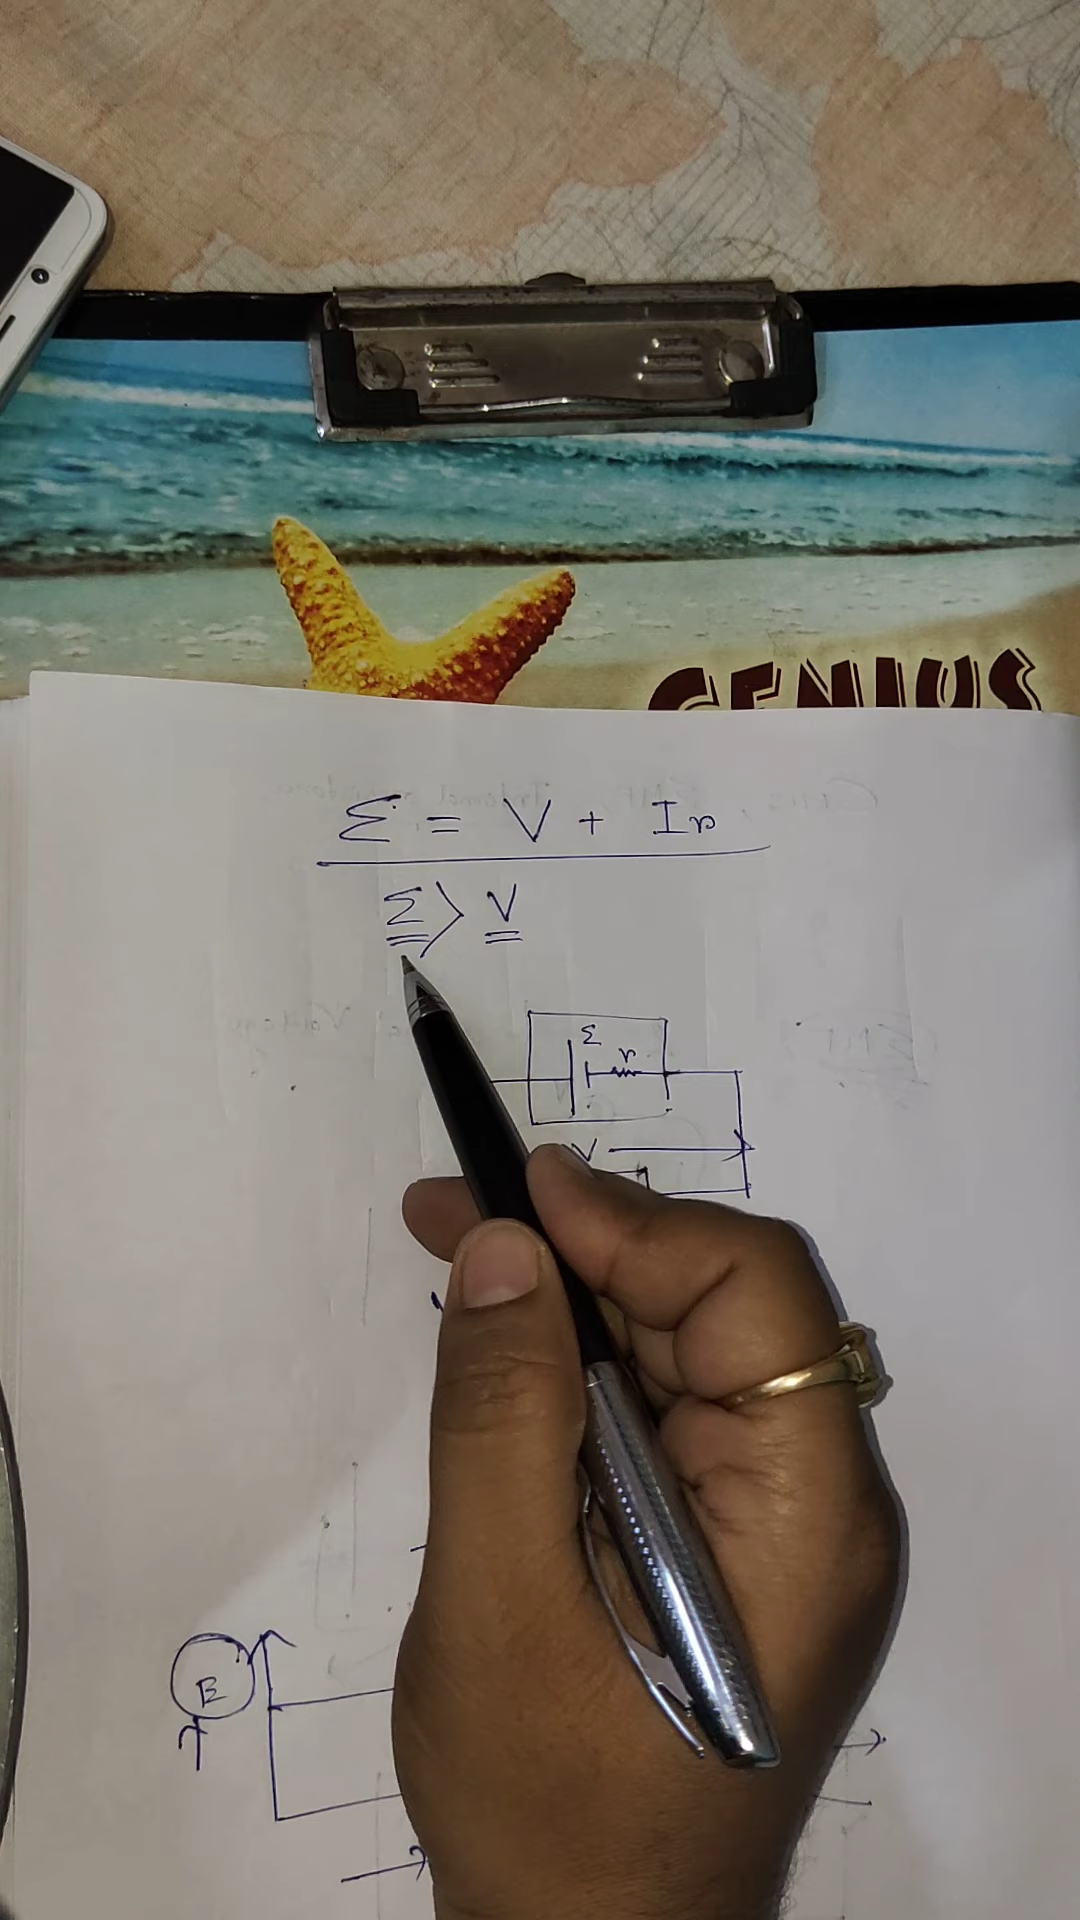 GENIUS
Ɛ = V + Ir
Ɛ > V
Ɛ
r
V
B